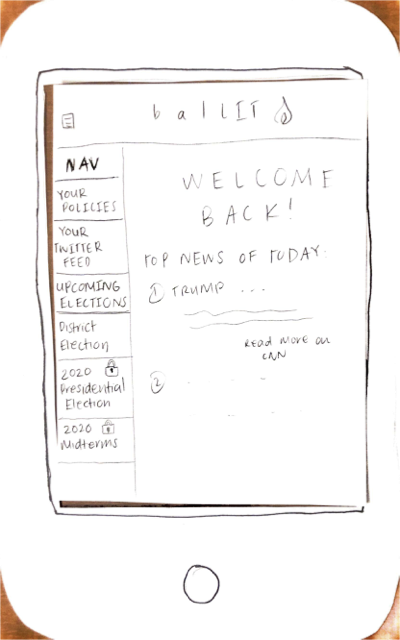 balLIT
NAV
YOUR
POLICIES
YOUR
TWITTER
FEED
UPCOMING
ELECTIONS
District
Election
2020
Presidential
Election
2020
Midterms
WELCOME
BACK!
TOP NEWS OF TODAY:
1 TRUMP ...
READ MORE ON
CNN
2